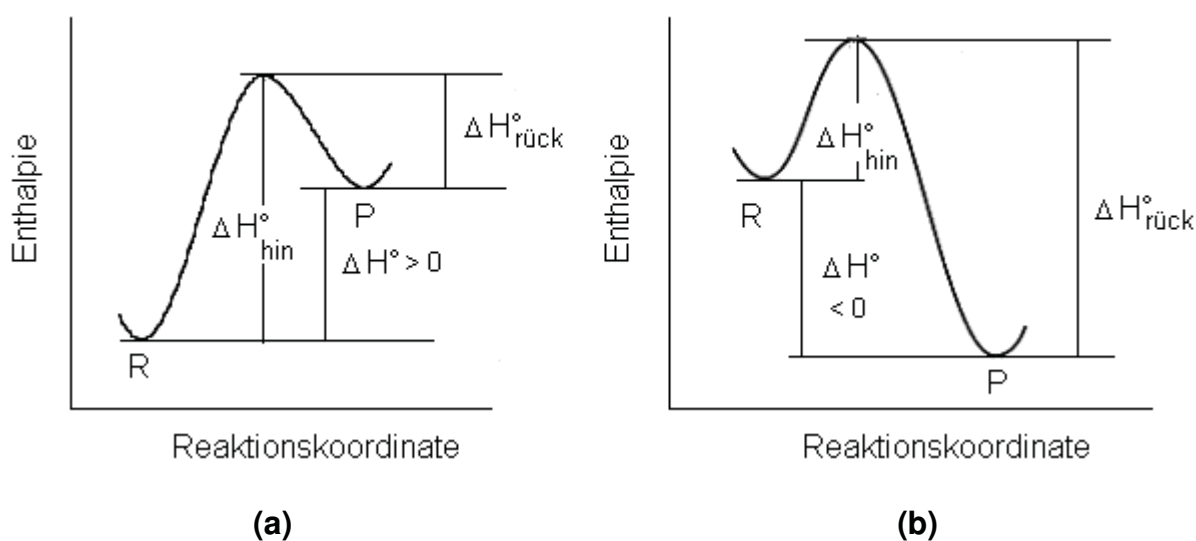 Enthalpie
ΔH°rück
ΔH°hin
P
ΔH° > 0
R
Reaktionskoordinate
(a)
Enthalpie
ΔH°hin
R
ΔH°rück
ΔH°
< 0
P
Reaktionskoordinate
(b)